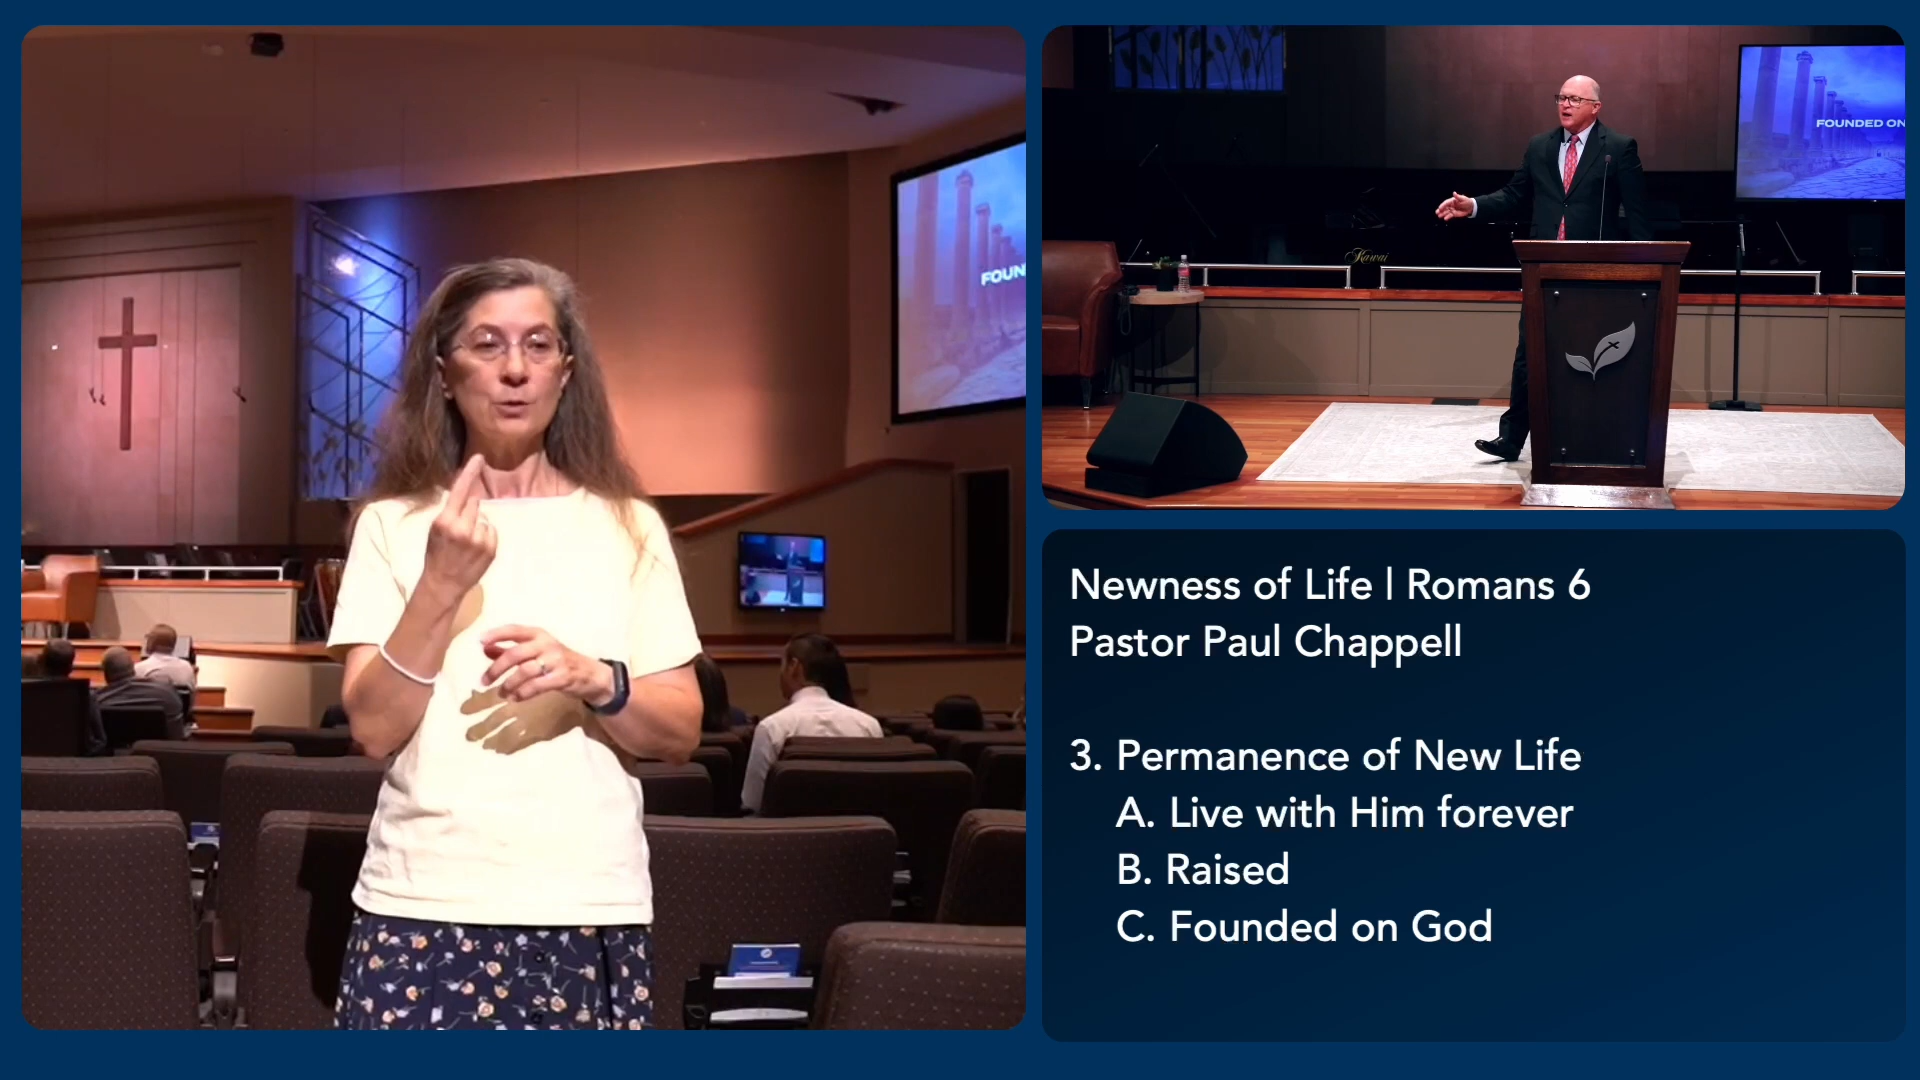 FOUN
FOUNDED ON
Kawai
Newness of Life | Romans 6
Pastor Paul Chappell
3. Permanence of New Life
A. Live with Him forever
B. Raised
C. Founded on God